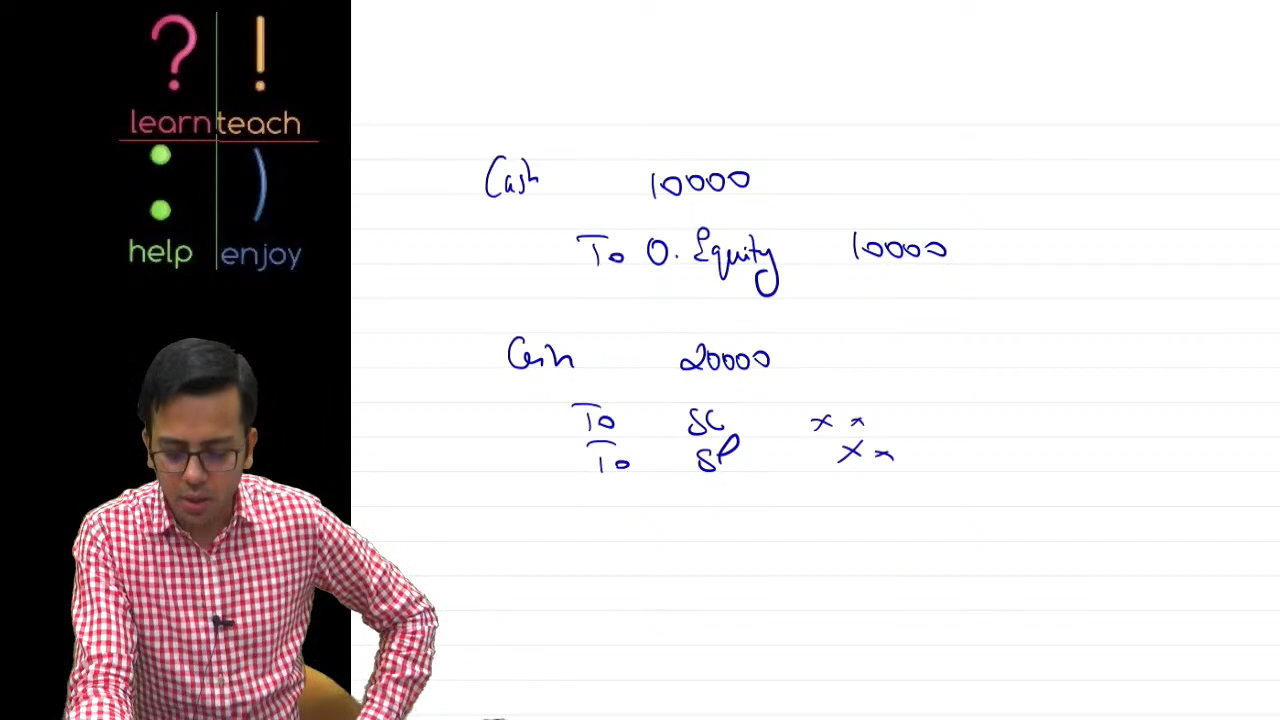 ? !
learn teach
: )
help enjoy
Cash 10000
To O. Equity 10000
Cash 20000
To SC x x
To SP x x